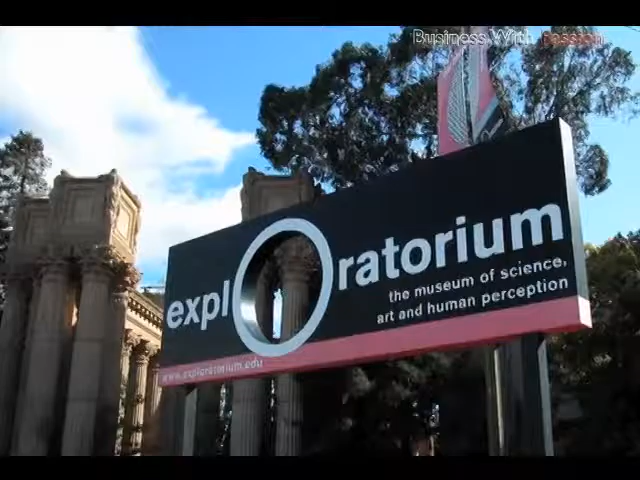 Business With Passion
explOratorium
the museum of science,
art and human perception
www.exploratorium.edu